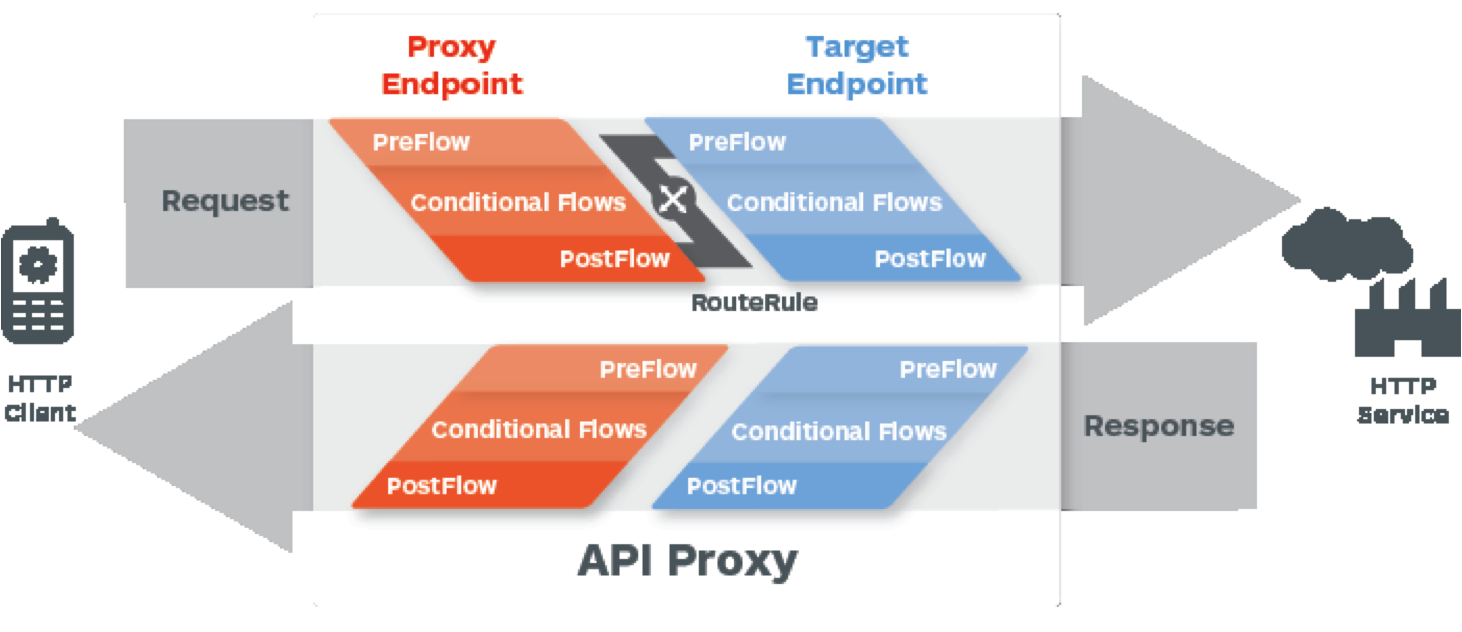 Proxy
Endpoint
Target
Endpoint
Request
PreFlow
Conditional Flows
PostFlow
PreFlow
Conditional Flows
PostFlow
RouteRule
HTTP
Client
HTTP
Service
PreFlow
Conditional Flows
PostFlow
PreFlow
Conditional Flows
PostFlow
Response
API Proxy